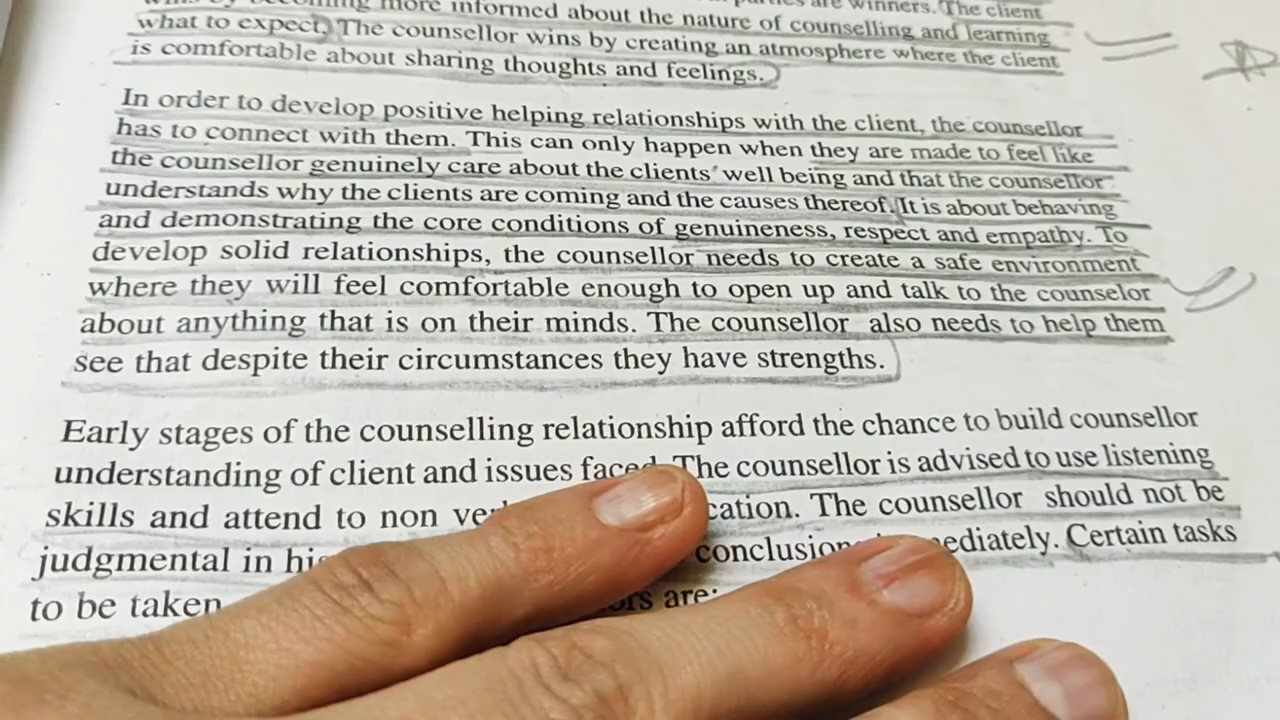 more informed about the nature of counselling and learning
are winners. The client
what to expect. The counsellor wins by creating an atmosphere where the client
is comfortable about sharing thoughts and feelings.
In order to develop positive helping relationships with the client, the counsellor
has to connect with them. This can only happen when they are made to feel like
the counsellor genuinely care about the clients' well being and that the counsellor
understands why the clients are coming and the causes thereof. It is about behaving
and demonstrating the core conditions of genuineness, respect and empathy. To
develop solid relationships, the counsellor needs to create a safe environment
where they will feel comfortable enough to open up and talk to the counselor
about anything that is on their minds. The counsellor also needs to help them
see that despite their circumstances they have strengths.
Early stages of the counselling relationship afford the chance to build counsellor
understanding of client and issues faced. The counsellor is advised to use listening
skills and attend to non The counsellor should not be
judgmental in Certain tasks
to be taken are: